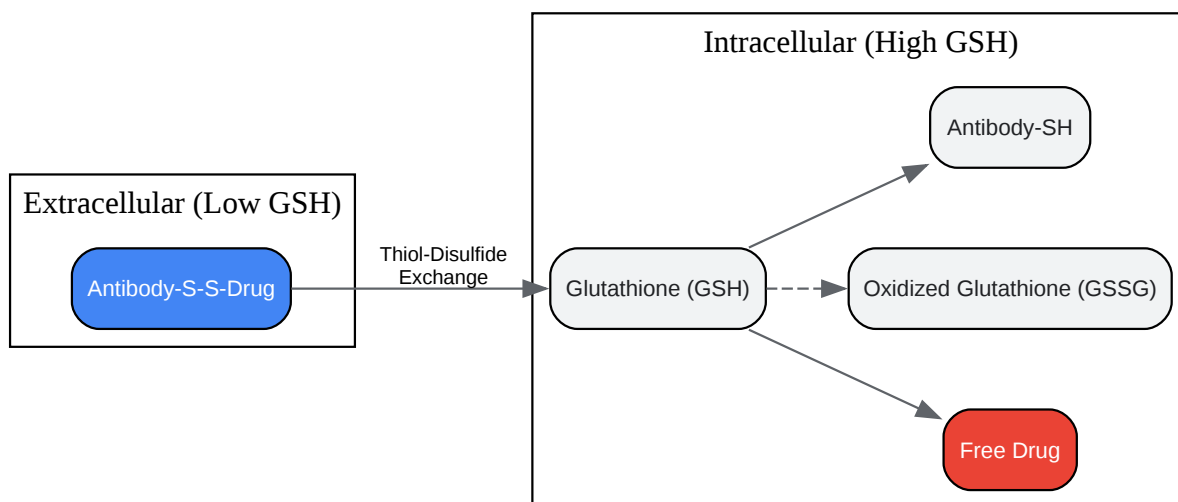 Intracellular (High GSH)
Antibody-SH
Extracellular (Low GSH)
Thiol-Disulfide
Exchange
Antibody-S-S-Drug
Glutathione (GSH)
Oxidized Glutathione (GSSG)
Free Drug